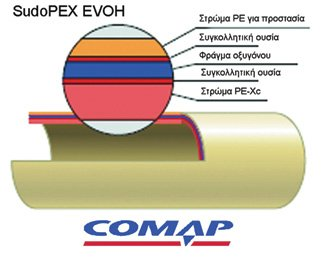 SudoPEX EVOH
Στρώμα PE για προστασία
Συγκολλητική ουσία
Φράγμα οξυγόνου
Συγκολλητική ουσία
Στρώμα PE-Xc
COMAP